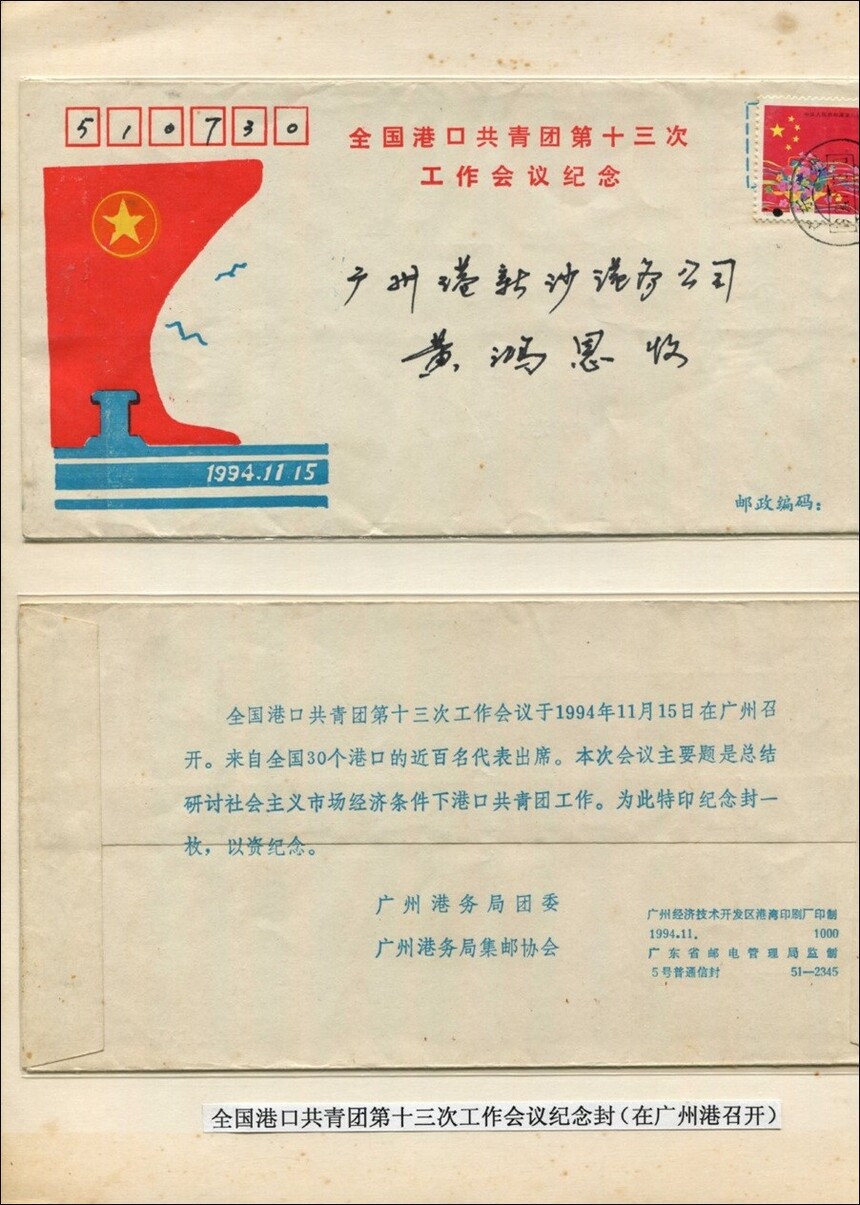 510730
全国港口共青团第十三次
工作会议纪念
广州港新沙港务公司
黄鸿恩收
1994.11.15
邮政编码:
全国港口共青团第十三次工作会议于1994年11月15日在广州召
开。来自全国30个港口的近百名代表出席。本次会议主要题是总结
研讨社会主义市场经济条件下港口共青团工作。为此特印纪念封一
枚，以资纪念。
广州港务局团委
广州港务局集邮协会
广州经济技术开发区港湾印刷厂印制
1994.11. 1000
广东省邮电管理局监制
5号普通信封 51—2345
全国港口共青团第十三次工作会议纪念封(在广州港召开)